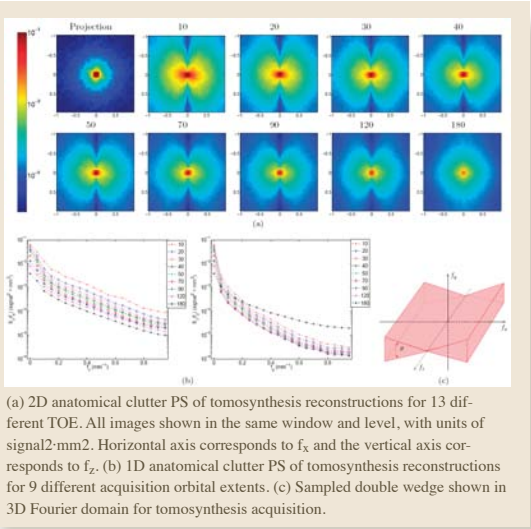 Projection 10 20 30 40
50 70 90 120 180
(a)
(b) (c)
(a) 2D anatomical clutter PS of tomosynthesis reconstructions for 13 dif-
ferent TOE. All images shown in the same window and level, with units of
signal2·mm2. Horizontal axis corresponds to fx and the vertical axis cor-
responds to fz. (b) 1D anatomical clutter PS of tomosynthesis reconstructions
for 9 different acquisition orbital extents. (c) Sampled double wedge shown in
3D Fourier domain for tomosynthesis acquisition.